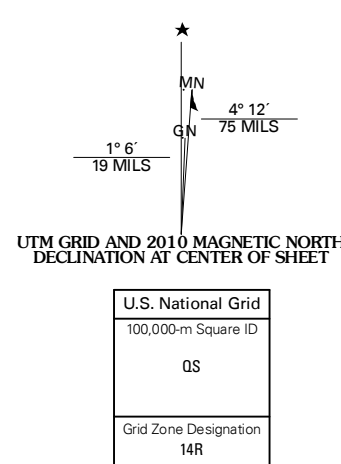 MN
4° 12´
75 MILS
GN
1° 6´
19 MILS
UTM GRID AND 2010 MAGNETIC NORTH
DECLINATION AT CENTER OF SHEET
U.S. National Grid
100,000-m Square ID
QS
Grid Zone Designation
14R